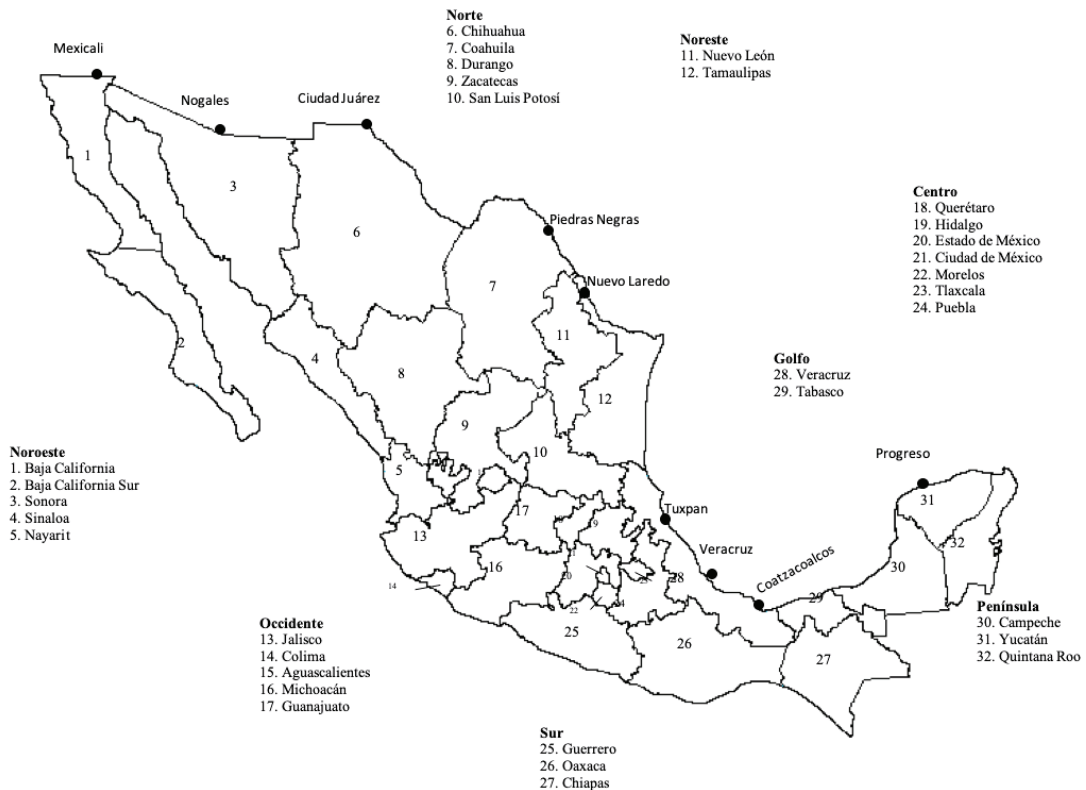 Norte
6. Chihuahua
7. Coahuila
8. Durango
9. Zacatecas
10. San Luis Potosí
Noreste
11. Nuevo León
12. Tamaulipas
Mexicali
Nogales
Ciudad Juárez
Piedras Negras
Nuevo Laredo
Centro
18. Querétaro
19. Hidalgo
20. Estado de México
21. Ciudad de México
22. Morelos
23. Tlaxcala
24. Puebla
Golfo
28. Veracruz
29. Tabasco
Noroeste
1. Baja California
2. Baja California Sur
3. Sonora
4. Sinaloa
5. Nayarit
Progreso
Tuxpan
Veracruz
Coatzacoalcos
Península
30. Campeche
31. Yucatán
32. Quintana Roo
Occidente
13. Jalisco
14. Colima
15. Aguascalientes
16. Michoacán
17. Guanajuato
Sur
25. Guerrero
26. Oaxaca
27. Chiapas
1
3
6
7
2
4
11
8
12
9
10
5
31
17
13
19
32
16
30
20
28
14
29
22
25
26
27